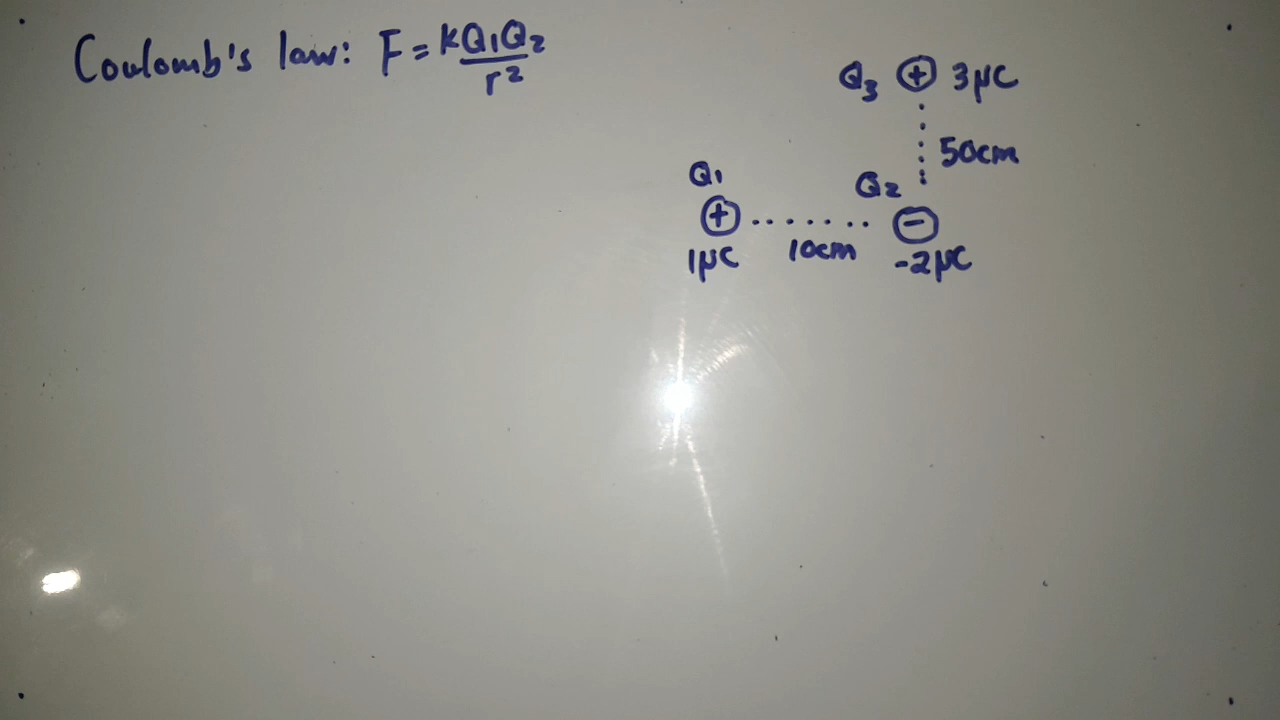 Coulomb's law: F = kQ₁Q₂/r²
Q₃ + 3μC
50cm
Q₁
Q₂
+ ...... -
1μC 10cm -2μC